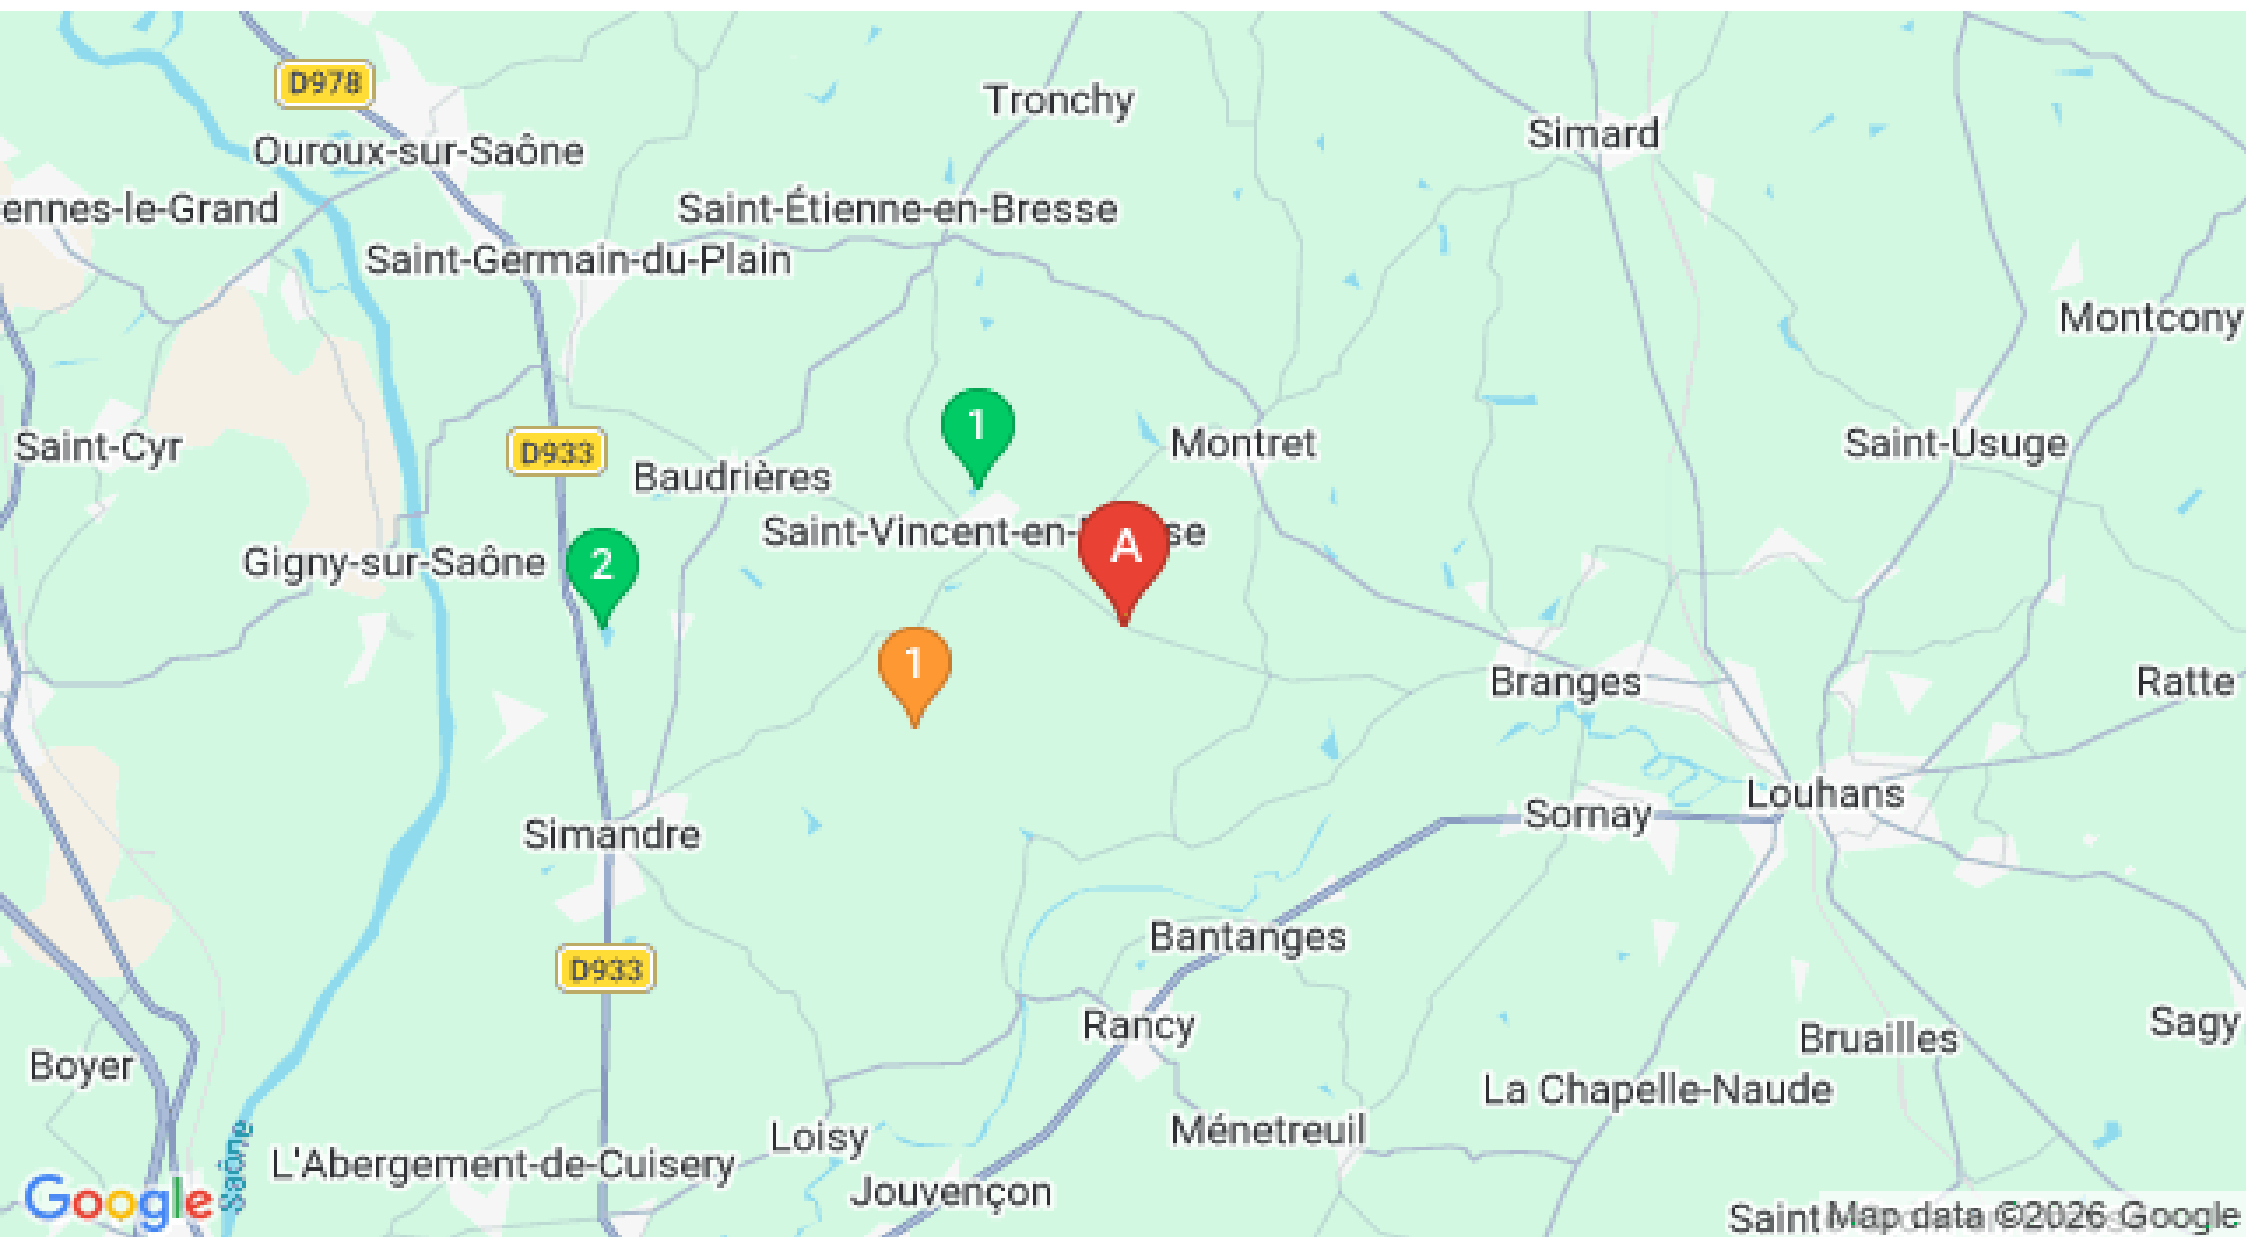 D978
Tronchy
Simard
Ouroux-sur-Saône
ennes-le-Grand
Saint-Étienne-en-Bresse
Saint-Germain-du-Plain
Montcony
1
Montret
Saint-Cyr
D933
Baudrières
Saint-Usuge
Saint-Vincent-en-
se
A
Gigny-sur-Saône
2
1
Branges
Ratte
Louhans
Sornay
Simandre
Bantanges
D933
Rancy
Sagy
Bruailles
Boyer
La Chapelle-Naude
Ménetreuil
Loisy
L'Abergement-de-Cuisery
Saône
Jouvençon
Google
Saint
Map data ©2026 Google